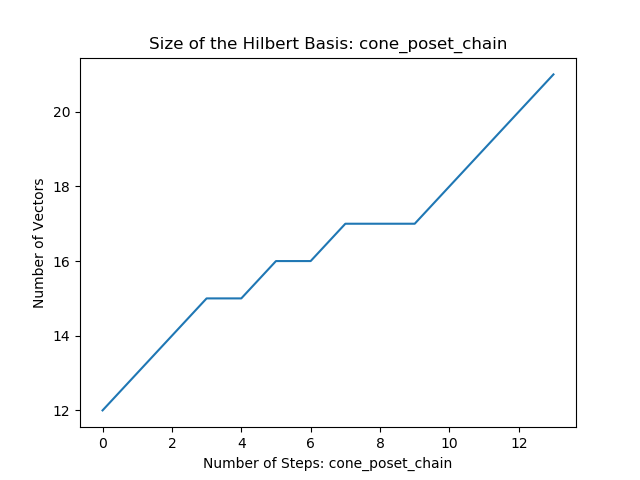 Size of the Hilbert Basis: cone_poset_chain
Number of Vectors
20
18
16
14
12
0 2 4 6 8 10 12
Number of Steps: cone_poset_chain